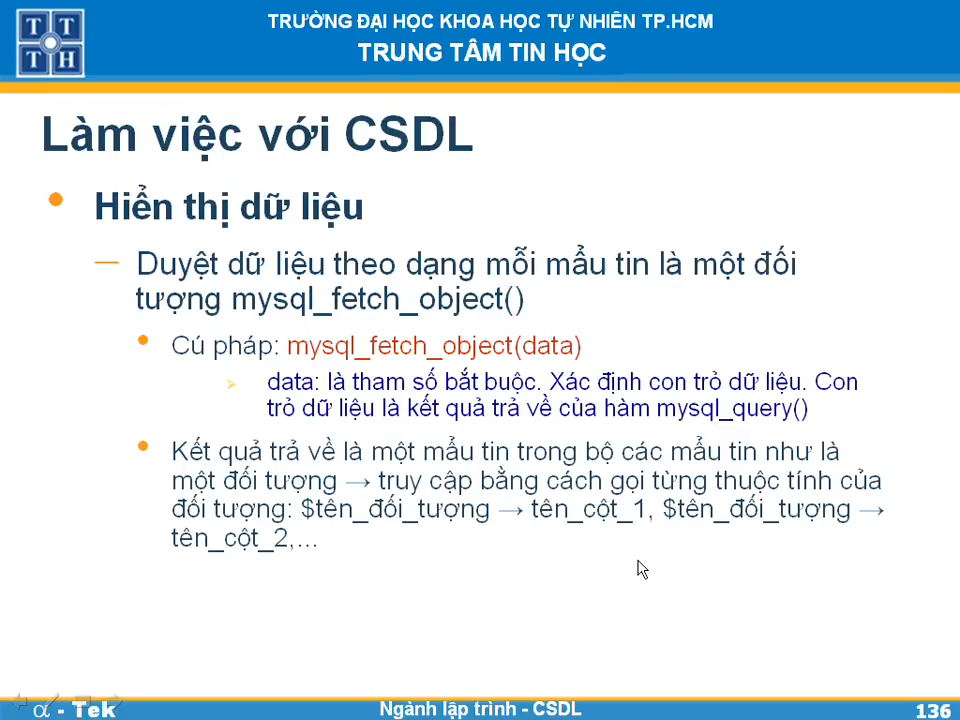 TRƯỜNG ĐẠI HỌC KHOA HỌC TỰ NHIÊN TP.HCM
TRUNG TÂM TIN HỌC
T T
T H
Làm việc với CSDL
• Hiển thị dữ liệu
– Duyệt dữ liệu theo dạng mỗi mẩu tin là một đối
tượng mysql_fetch_object()
• Cú pháp: mysql_fetch_object(data)
➢ data: là tham số bắt buộc. Xác định con trỏ dữ liệu. Con
trỏ dữ liệu là kết quả trả về của hàm mysql_query()
• Kết quả trả về là một mẩu tin trong bộ các mẩu tin như là
một đối tượng → truy cập bằng cách gọi từng thuộc tính của
đối tượng: $tên_đối_tượng → tên_cột_1, $tên_đối_tượng →
tên_cột_2,...
α - Tek
Ngành lập trình - CSDL
136